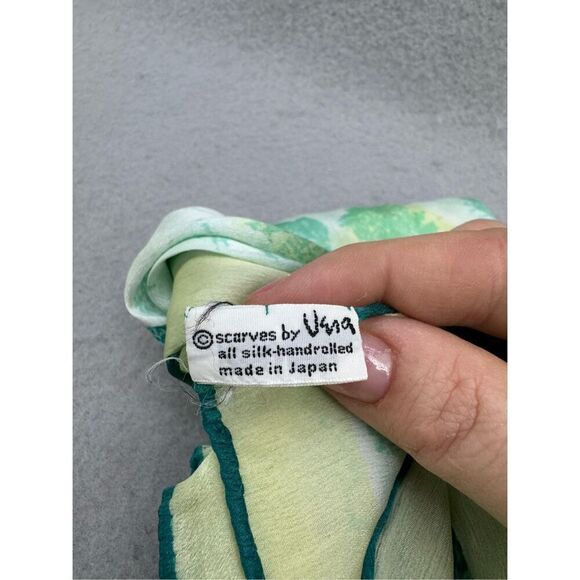 ©scarves by Vera
all silk-handrolled
made in Japan